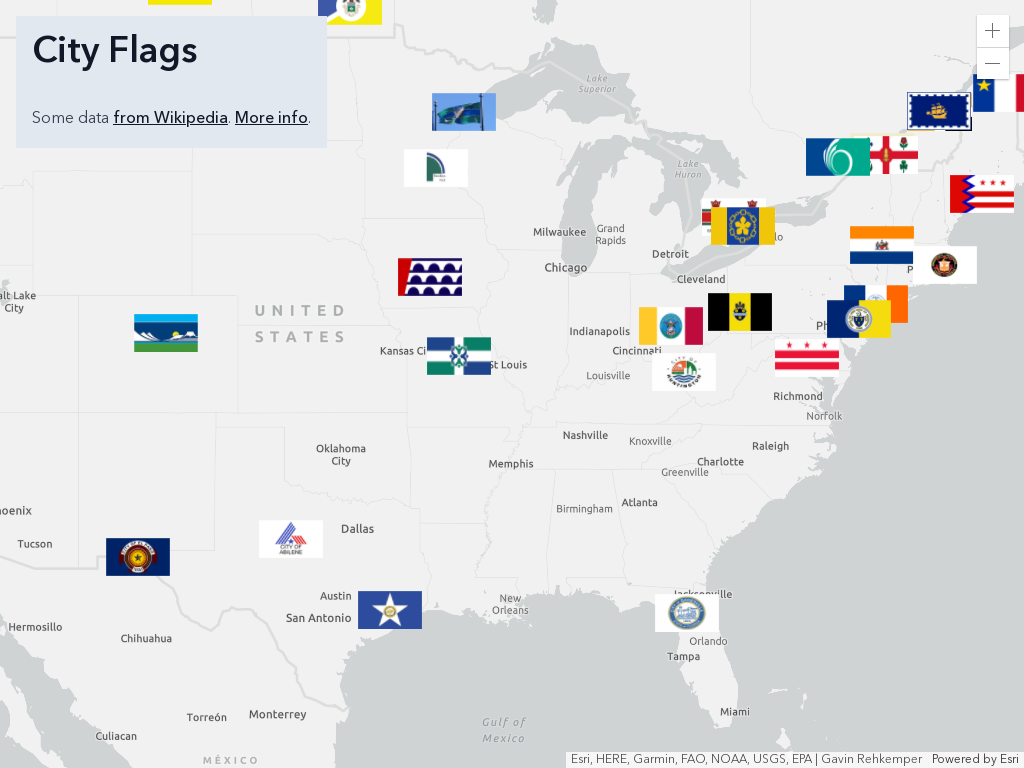 City Flags
Some data from Wikipedia. More info.
Lake
Superior
Lake
Huron
Milwaukee
Grand
Rapids
Detroit
Chicago
Cleveland
alt Lake
City
UNITED
STATES
Indianapolis
Kansas Ci
St Louis
Cincinnati
Louisville
CITY OF
HUNTINGTON
Ph
Richmond
Norfolk
Nashville
Knoxville
Raleigh
Oklahoma
City
Memphis
Charlotte
Greenville
Birmingham
Atlanta
oenix
Tucson
Dallas
CITY OF
ABILENE
Austin
San Antonio
New
Orleans
Jacksonville
Orlando
Tampa
Miami
Hermosillo
Chihuahua
Torreón
Monterrey
Culiacan
Gulf of
Mexico
MÉXICO
Esri, HERE, Garmin, FAO, NOAA, USGS, EPA | Gavin Rehkemper Powered by Esri